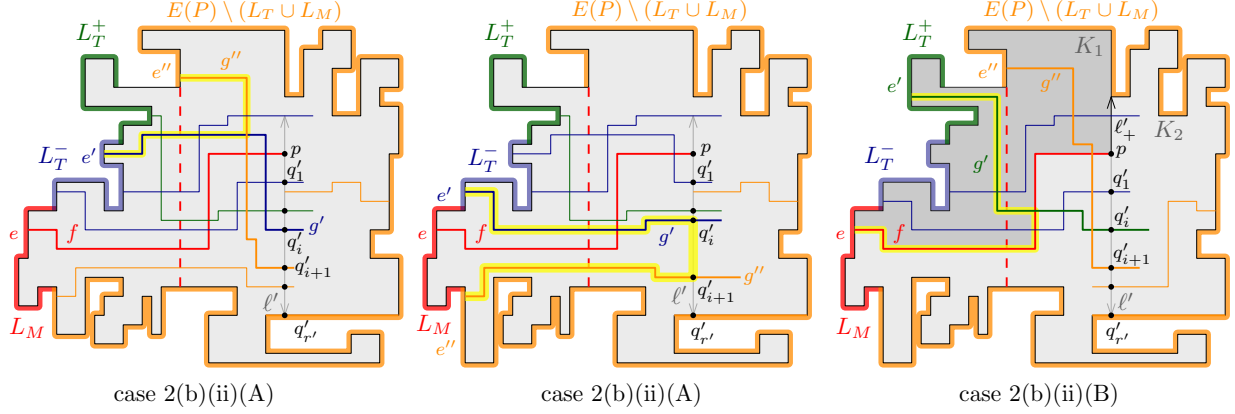 E(P) \ (L_T ∪ L_M)
L_T^+
e''
g''
e'
L_T^-
p
q'_1
e
f
g'
q'_i
q'_{i+1}
ℓ'
L_M
q'_{r'}
case 2(b)(ii)(A)
E(P) \ (L_T ∪ L_M)
L_T^+
L_T^-
p
e'
q'_1
e
f
g'
q'_i
g''
q'_{i+1}
ℓ'
L_M
e''
q'_{r'}
case 2(b)(ii)(A)
E(P) \ (L_T ∪ L_M)
L_T^+
K_1
e''
g''
e'
ℓ'_+
K_2
L_T^-
p
g'
q'_1
e
f
q'_i
q'_{i+1}
ℓ'
L_M
q'_{r'}
case 2(b)(ii)(B)